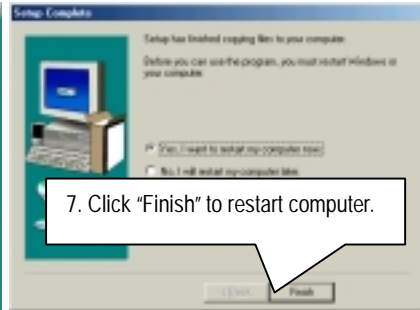 Setup Complete
Setup has finished copying files to your computer.
Before you can use the program, you must restart Windows or
your computer.
Yes, I want to restart my computer now.
No, I will restart my computer later.
7. Click “Finish” to restart computer.
< Back
Finish